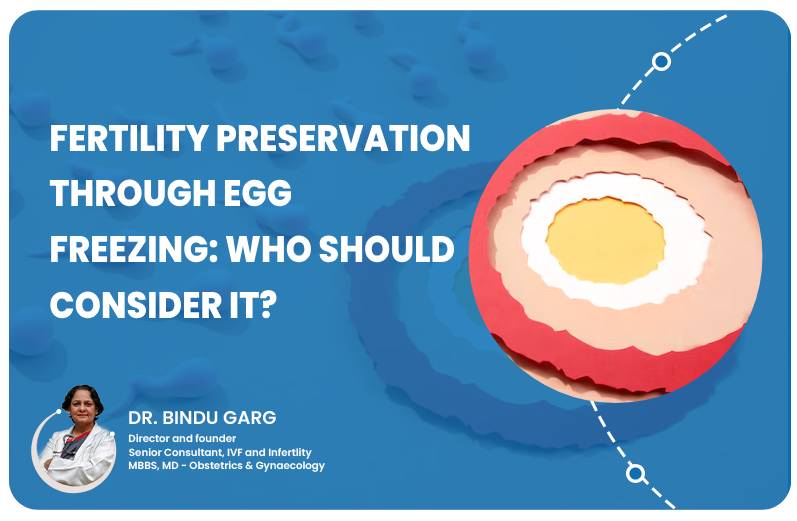 FERTILITY PRESERVATION
THROUGH EGG
FREEZING: WHO SHOULD
CONSIDER IT?
DR. BINDU GARG
Director and founder
Senior Consultant, IVF and Infertlity
MBBS, MD - Obstetrics & Gynaecology